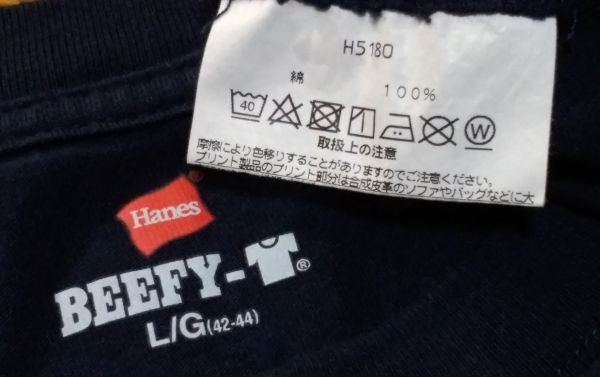 H5180
綿 100%
40 W
取扱上の注意
摩擦により色移りすることがありますのでご注意ください。
プリント製品のプリント部分は合成皮革のソファやバッグなどに大
Hanes®
BEEFY-T®
L/G(42-44)